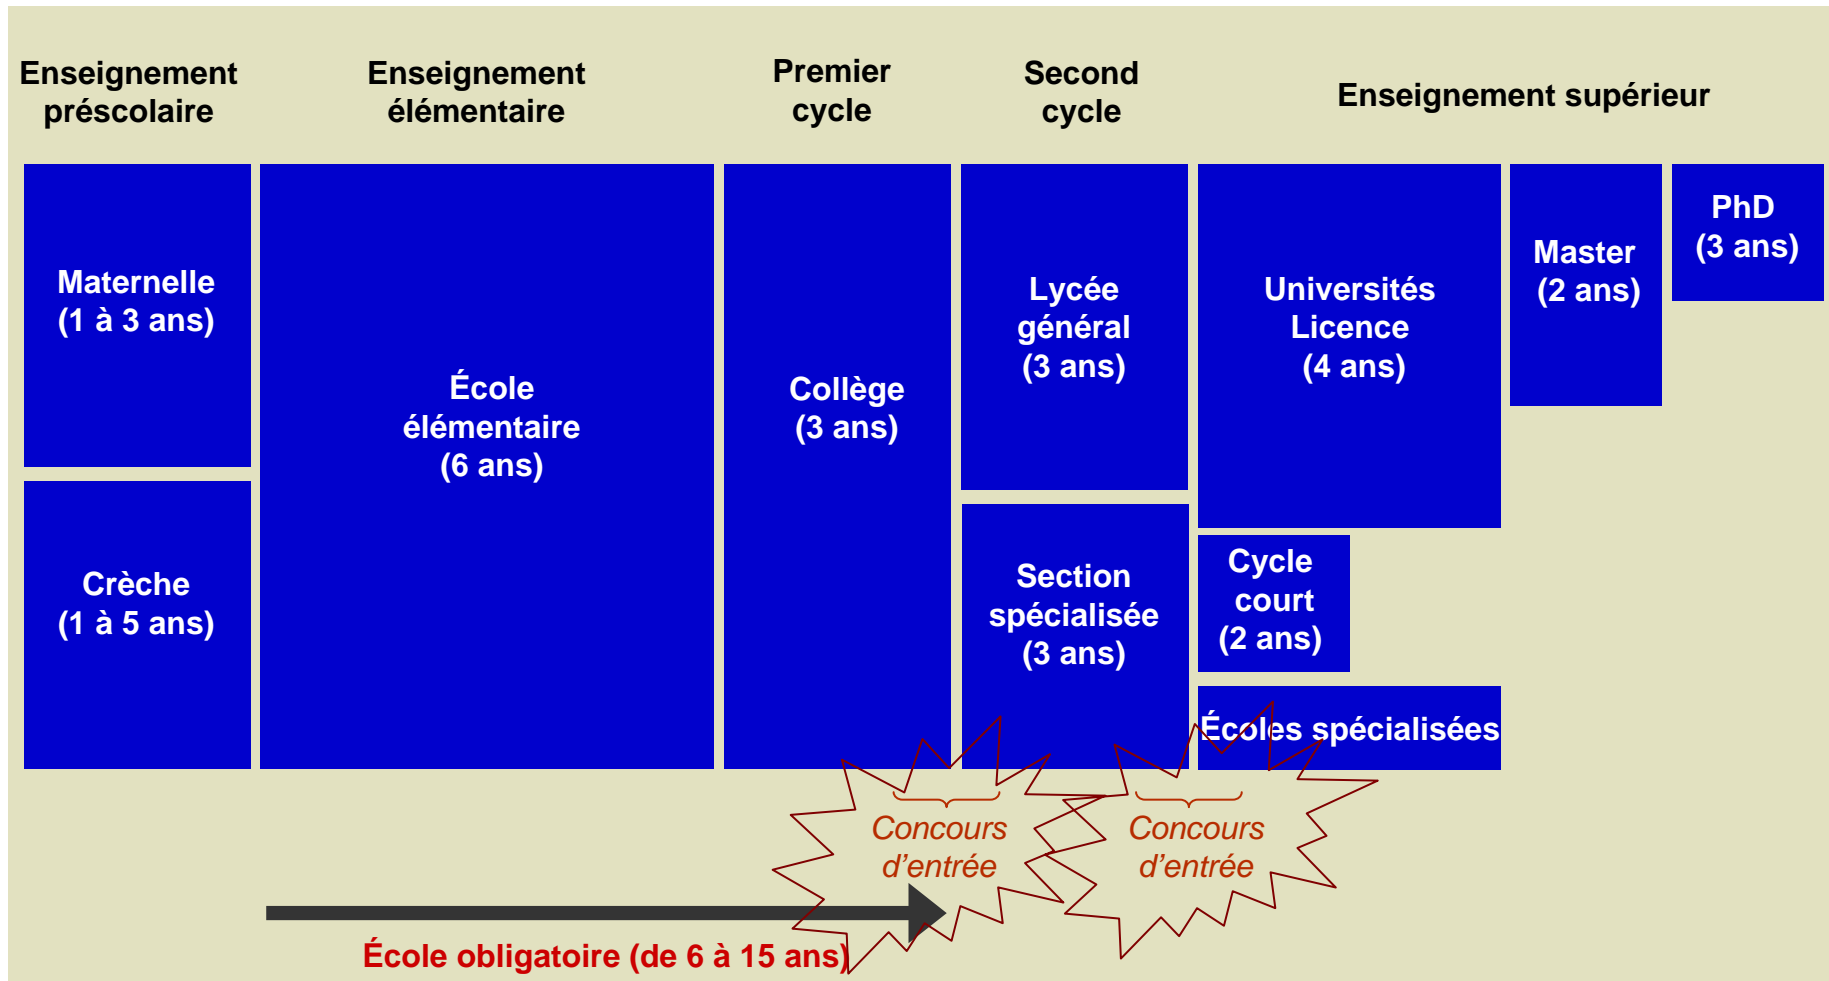 Enseignement
préscolaire
Enseignement
élémentaire
Premier
cycle
Second
cycle
Enseignement supérieur
Maternelle
(1 à 3 ans)
Crèche
(1 à 5 ans)
École
élémentaire
(6 ans)
Collège
(3 ans)
Lycée
général
(3 ans)
Section
spécialisée
(3 ans)
Universités
Licence
(4 ans)
Cycle
court
(2 ans)
Écoles spécialisées
Master
(2 ans)
PhD
(3 ans)
Concours
d'entrée
Concours
d'entrée
École obligatoire (de 6 à 15 ans)